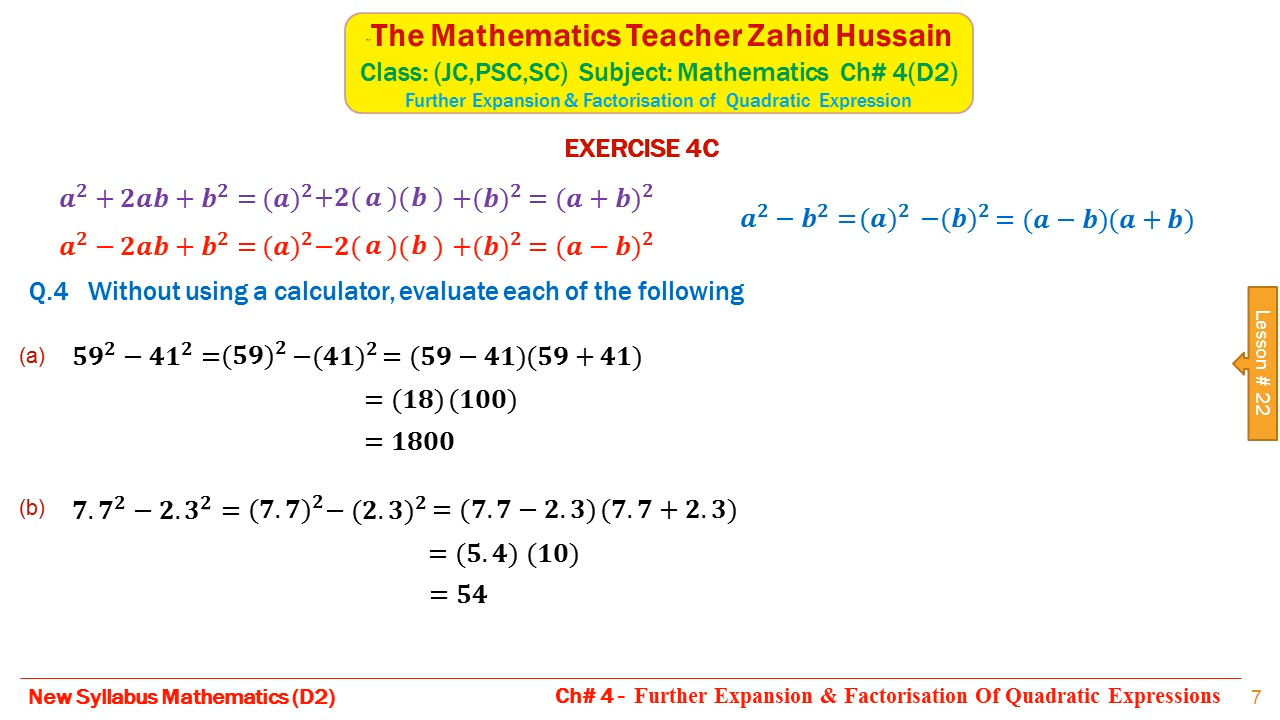 The Mathematics Teacher Zahid Hussain
Class: (JC,PSC,SC) Subject: Mathematics Ch# 4(D2)
Further Expansion & Factorisation of Quadratic Expression
EXERCISE 4C
a² + 2ab + b² = (a)²+2( a )( b ) +(b)² = (a + b)²
a² − b² =(a)² −(b)² = (a − b)(a + b)
a² − 2ab + b² = (a)²−2( a )( b ) +(b)² = (a − b)²
Q.4 Without using a calculator, evaluate each of the following
(a) 59² − 41² =(59)² −(41)² = (59 − 41)(59 + 41)
= (18) (100)
= 1800
(b) 7.7² − 2.3² = (7.7)² − (2.3)² = (7.7 − 2.3) (7.7 + 2.3)
= (5.4) (10)
= 54
Lesson # 22
New Syllabus Mathematics (D2) Ch# 4 - Further Expansion & Factorisation Of Quadratic Expressions 7